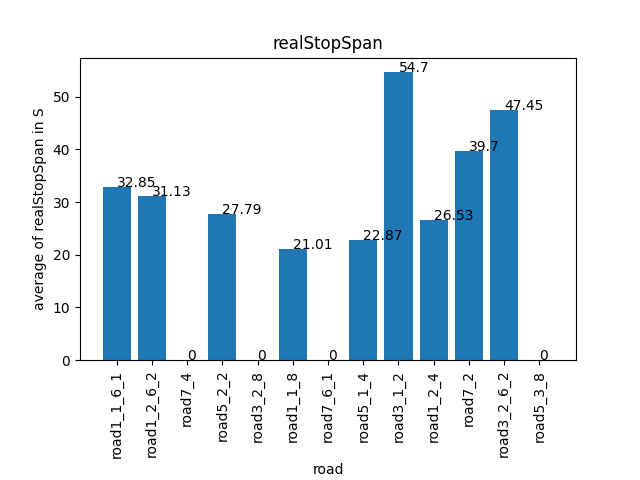 realStopSpan
average of realStopSpan in S
50
40
30
20
10
0
32.85
31.13
0
27.79
0
21.01
0
22.87
54.7
26.53
39.7
47.45
0
road1_1_6_1
road1_2_6_2
road7_4
road5_2_2
road3_2_8
road1_1_8
road7_6_1
road5_1_4
road3_1_2
road1_2_4
road7_2
road3_2_6_2
road5_3_8
road